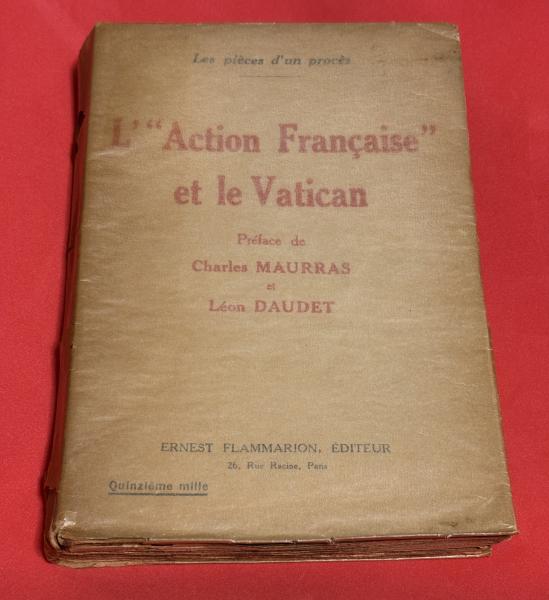 Les pièces d'un procès
L'"Action Française"
et le Vatican
Préface de
Charles MAURRAS
et
Léon DAUDET
ERNEST FLAMMARION, ÉDITEUR
26, Rue Racine, Paris
Quinzième mille